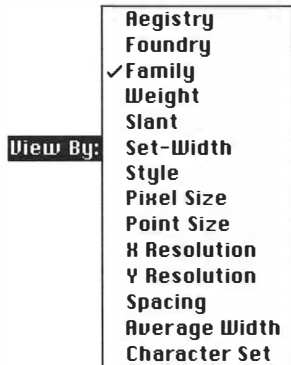 Registry
Foundry
✓Family
Weight
Slant
View By: Set-Width
Style
Pixel Size
Point Size
X Resolution
Y Resolution
Spacing
Average Width
Character Set